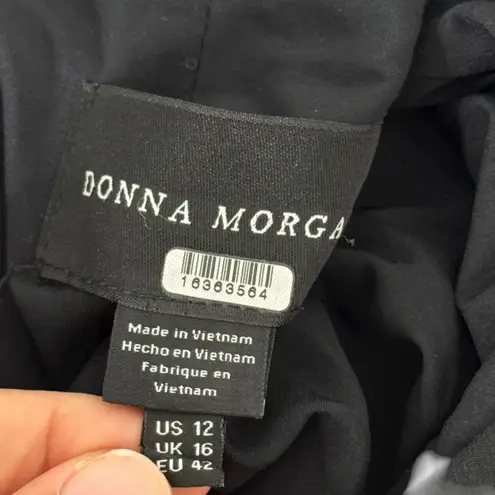 DONNA MORGA
16363564
Made in Vietnam
Hecho en Vietnam
Fabrique en
Vietnam
US 12
UK 16
EU 42